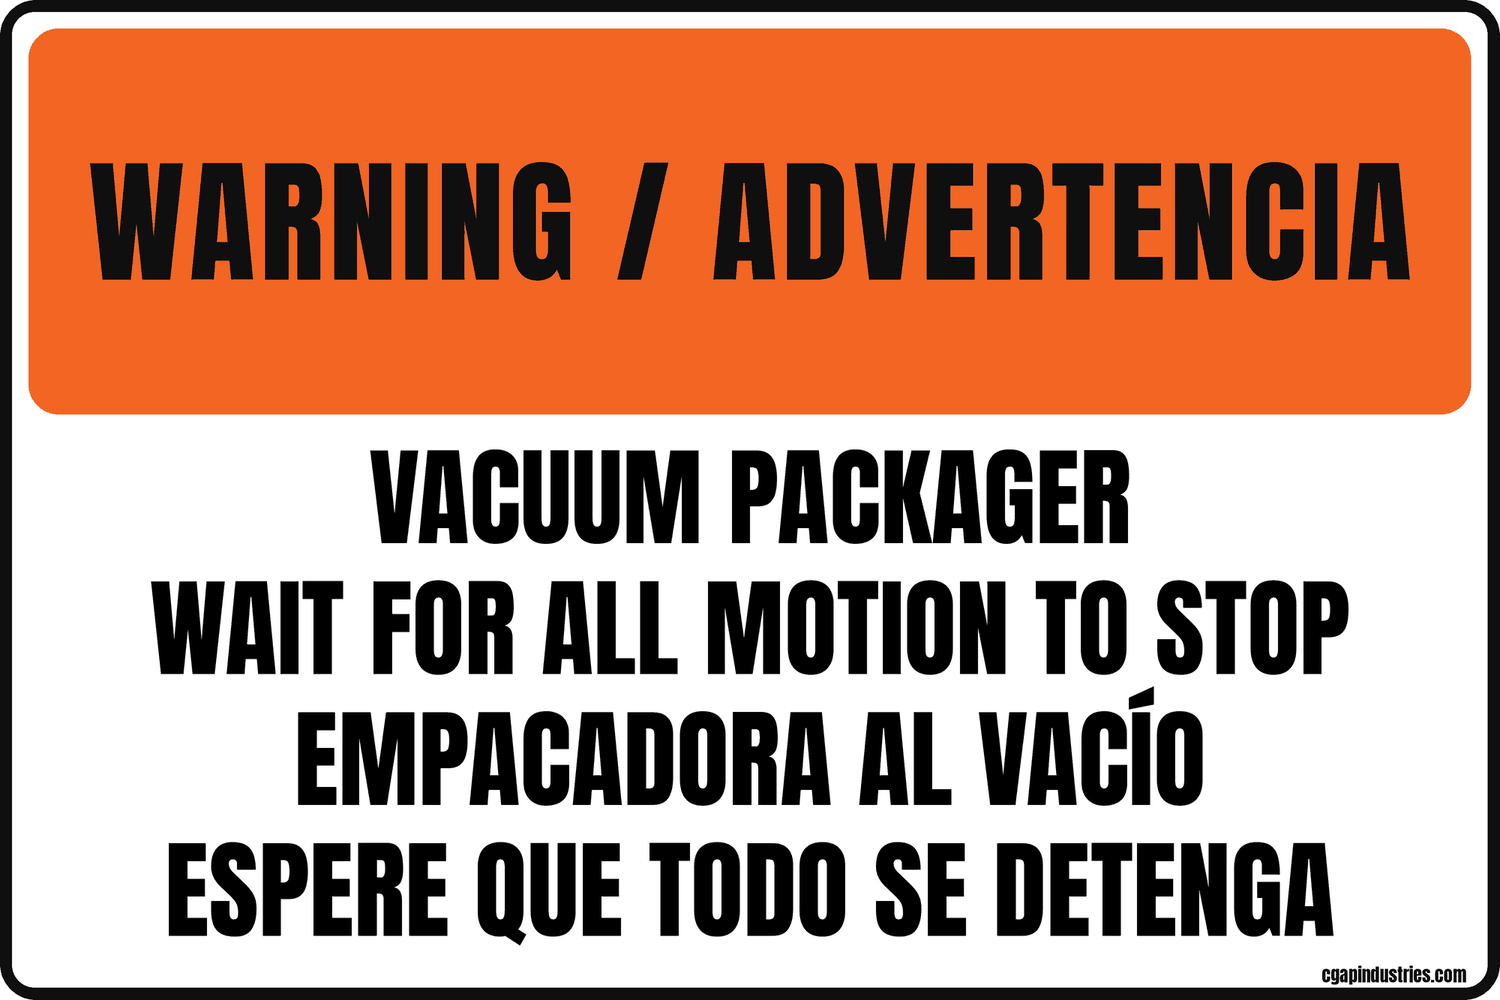 WARNING / ADVERTENCIA
VACUUM PACKAGER
WAIT FOR ALL MOTION TO STOP
EMPACADORA AL VACÍO
ESPERE QUE TODO SE DETENGA
cgapindustries.com